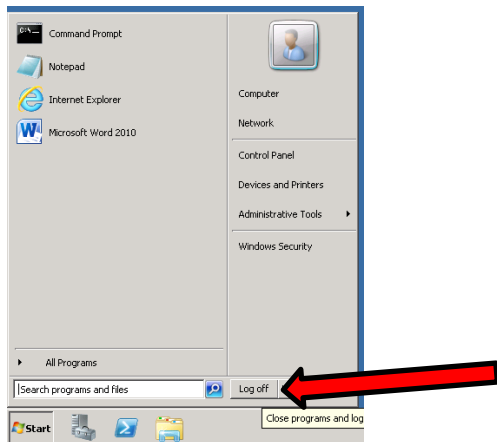 Command Prompt
Notepad
Internet Explorer
Microsoft Word 2010
All Programs
Search programs and files
Computer
Network
Control Panel
Devices and Printers
Administrative Tools
Windows Security
Log off
Close programs and log
Start